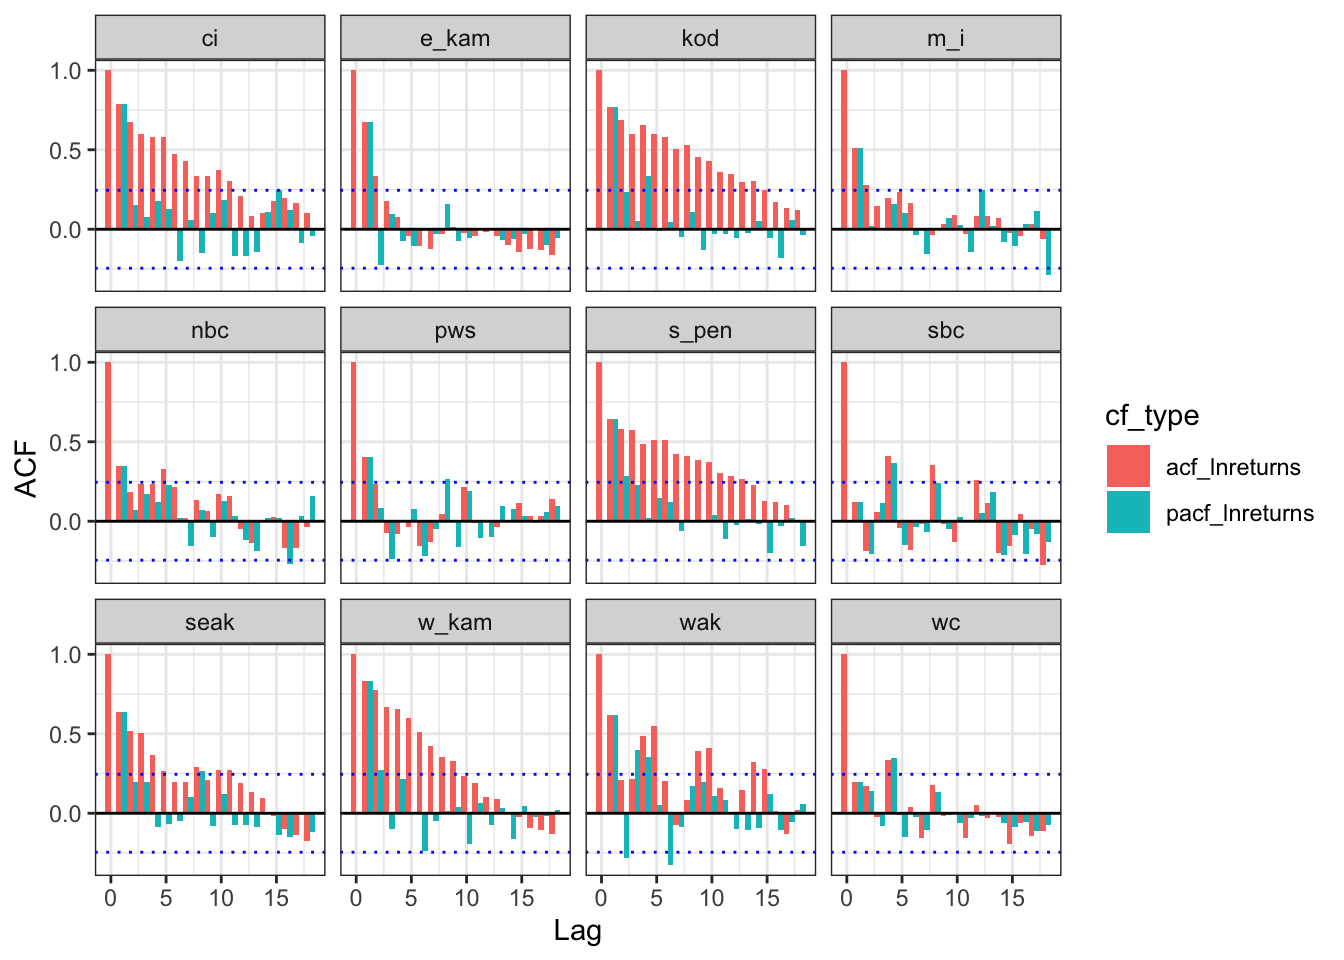 ci e_kam kod m_i
1.0
0.5
0.0
nbc pws s_pen sbc
1.0
0.5
0.0
seak w_kam wak wc
1.0
0.5
0.0
0 5 10 15 0 5 10 15 0 5 10 15 0 5 10 15
Lag
ACF
cf_type
acf_lnreturns
pacf_lnreturns